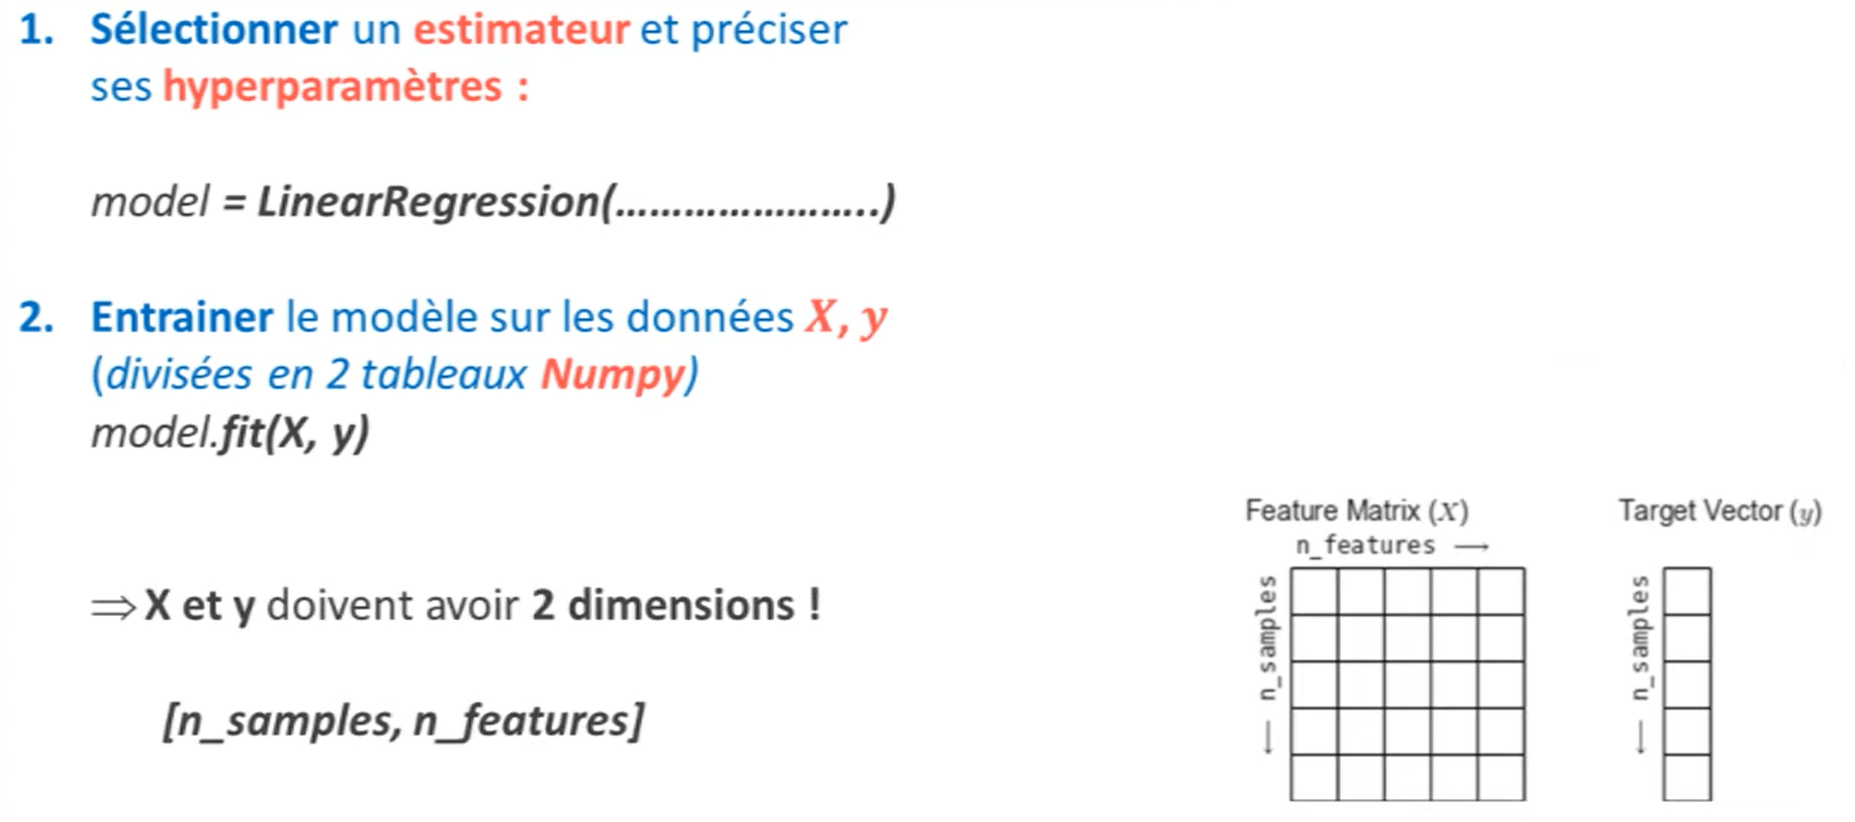 1. Sélectionner un estimateur et préciser
ses hyperparamètres :
model = LinearRegression(........................)
2. Entrainer le modèle sur les données X, y
(divisées en 2 tableaux Numpy)
model.fit(X, y)
⇒X et y doivent avoir 2 dimensions !
[n_samples, n_features]
Feature Matrix (X)
n_features ⟶
⟵ n_samples
Target Vector (y)
⟵ n_samples